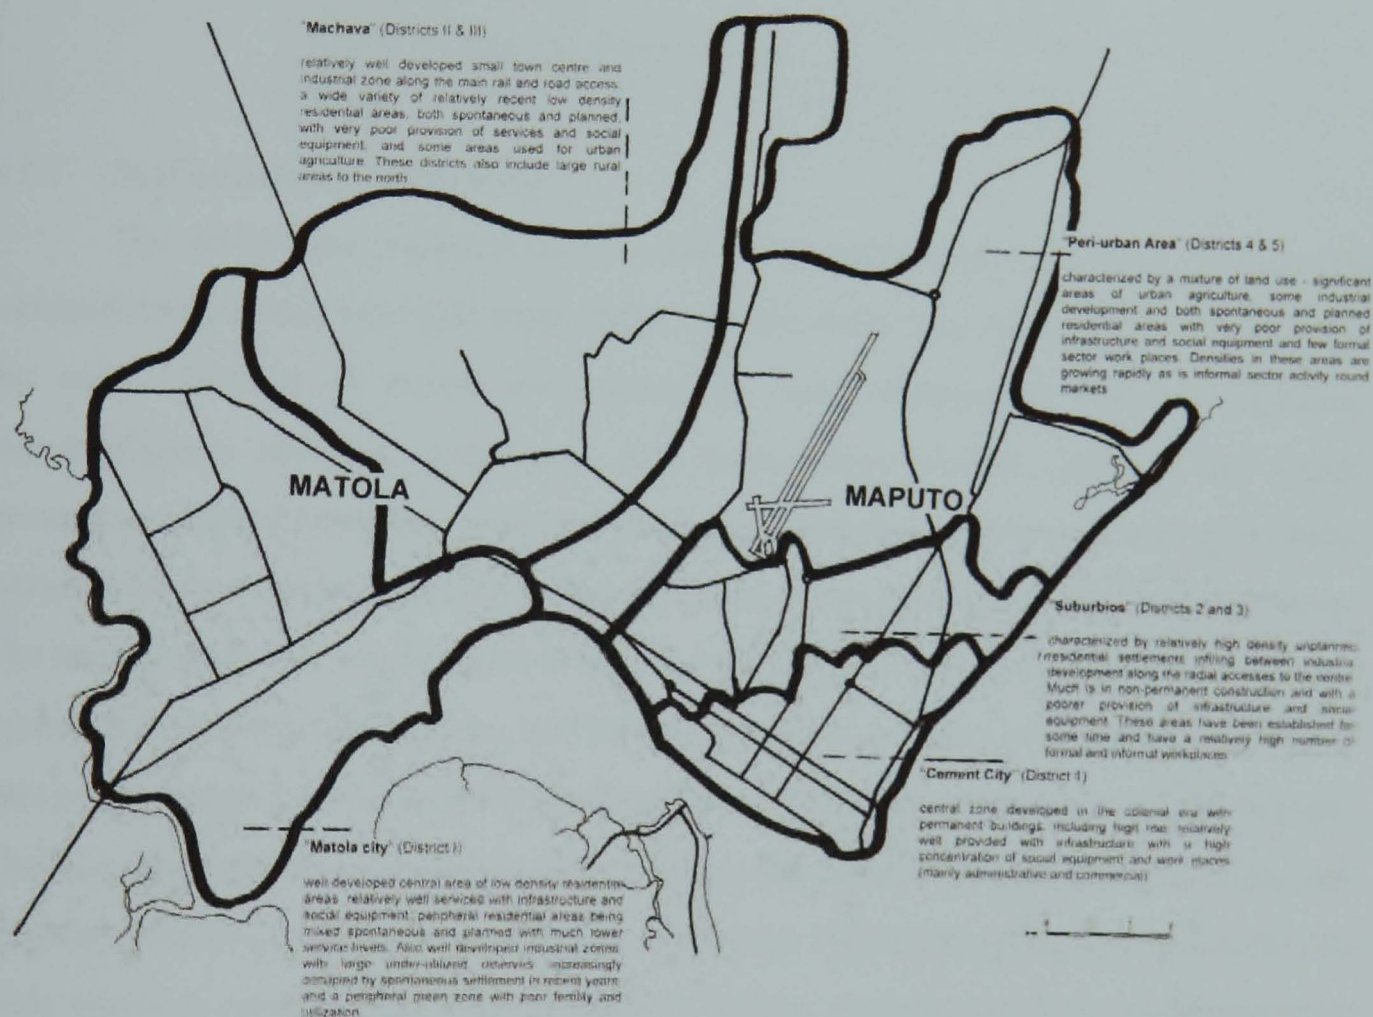 "Machava" (Districts II & III)
relatively well developed small town centre and
industrial zone along the main rail and road access.
a wide variety of relatively recent low density
residential areas, both spontaneous and planned,
with very poor provision of services and social
equipment, and some areas used for urban
agriculture. These districts also include large rural
areas to the north
"Peri-urban Area" (Districts 4 & 5)
characterized by a mixture of land use - significant
areas of urban agriculture, some industrial
development and both spontaneous and planned
residential areas with very poor provision of
infrastructure and social equipment and few formal
sector work places. Densities in these areas are
growing rapidly as is informal sector activity round
markets
MATOLA
MAPUTO
"Suburbios" (Districts 2 and 3)
characterized by relatively high density unplanned
residential settlements infilling between industrial
development along the radial accesses to the centre
Much is in non-permanent construction and with a
poorer provision of infrastructure and social
equipment. These areas have been established for
some time and have a relatively high number of
formal and informal workplaces
"Cement City" (District 1)
central zone developed in the colonial era with
permanent buildings, including high rise, relatively
well provided with infrastructure with a high
concentration of social equipment and work places
(mainly administrative and commercial)
"Matola city" (District I)
well developed central area of low density residential
areas relatively well serviced with infrastructure and
social equipment, peripheral residential areas being
mixed spontaneous and planned with much lower
service levels. Also well developed industrial zones
with large under-utilized reserves increasingly
occupied by spontaneous settlement in recent years
and a peripheral green zone with poor fertility and
utilization